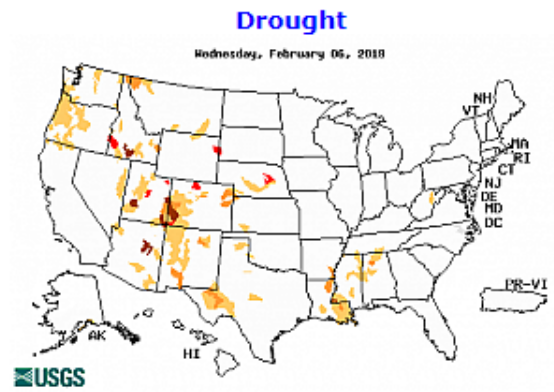 Drought
Wednesday, February 06, 2019
NH
VT
MA
RI
CT
NJ
DE
MD
DC
PR-VI
AK
HI
USGS